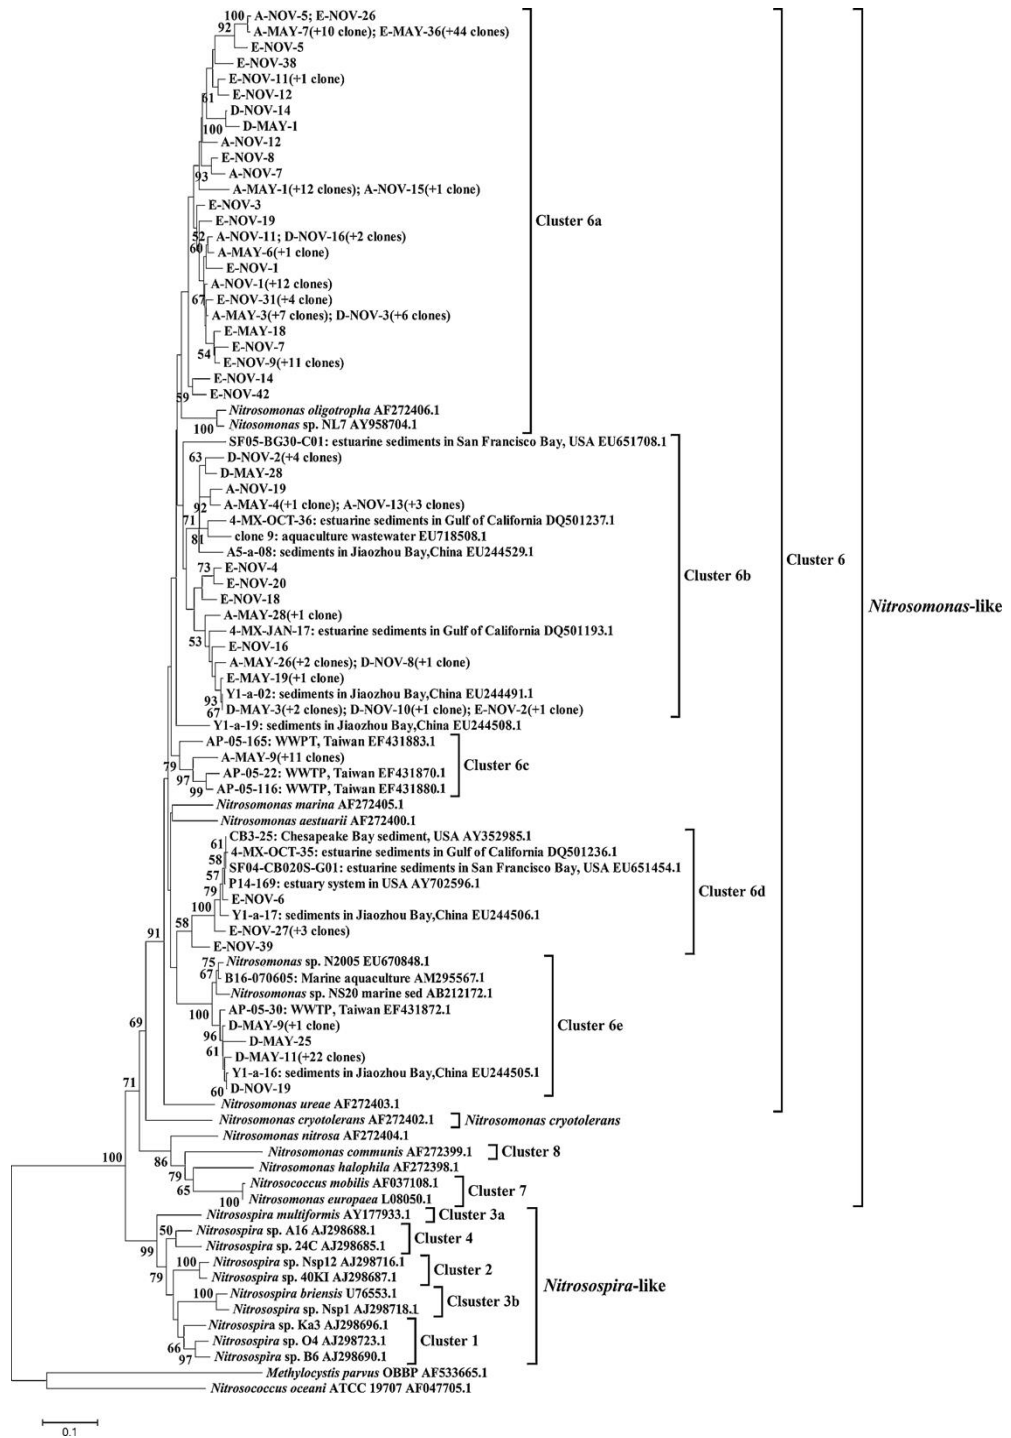 100 A-NOV-5; E-NOV-26
92 A-MAY-7(+10 clone); E-MAY-36(+44 clones)
E-NOV-5
E-NOV-38
E-NOV-11(+1 clone)
61 E-NOV-12
D-NOV-14
100 D-MAY-1
A-NOV-12
E-NOV-8
93 A-NOV-7
A-MAY-1(+12 clones); A-NOV-15(+1 clone)
E-NOV-3
E-NOV-19 Cluster 6a
52 A-NOV-11; D-NOV-16(+2 clones)
60 A-MAY-6(+1 clone)
E-NOV-1
A-NOV-1(+12 clones)
67 E-NOV-31(+4 clone)
A-MAY-3(+7 clones); D-NOV-3(+6 clones)
E-MAY-18
54 E-NOV-7
E-NOV-9(+11 clones)
E-NOV-14
59 E-NOV-42
Nitrosomonas oligotropha AF272406.1
100 Nitosomonas sp. NL7 AY958704.1
SF05-BG30-C01: estuarine sediments in San Francisco Bay, USA EU651708.1
63 D-NOV-2(+4 clones)
D-MAY-28
A-NOV-19
92 A-MAY-4(+1 clone); A-NOV-13(+3 clones)
71 4-MX-OCT-36: estuarine sediments in Gulf of California DQ501237.1
81 clone 9: aquaculture wastewater EU718508.1
A5-a-08: sediments in Jiaozhou Bay,China EU244529.1
73 E-NOV-4 Cluster 6b Cluster 6
E-NOV-20
E-NOV-18
A-MAY-28(+1 clone) Nitrosomonas-like
4-MX-JAN-17: estuarine sediments in Gulf of California DQ501193.1
53 E-NOV-16
A-MAY-26(+2 clones); D-NOV-8(+1 clone)
E-MAY-19(+1 clone)
93 Y1-a-02: sediments in Jiaozhou Bay,China EU244491.1
67 D-MAY-3(+2 clones); D-NOV-10(+1 clone); E-NOV-2(+1 clone)
Y1-a-19: sediments in Jiaozhou Bay,China EU244508.1
AP-05-165: WWPT, Taiwan EF431883.1
79 A-MAY-9(+11 clones) Cluster 6c
97 AP-05-22: WWTP, Taiwan EF431870.1
99 AP-05-116: WWTP, Taiwan EF431880.1
Nitrosomonas marina AF272405.1
Nitrosomonas aestuarii AF272400.1
61 CB3-25: Chesapeake Bay sediment, USA AY352985.1
58 4-MX-OCT-35: estuarine sediments in Gulf of California DQ501236.1
57 SF04-CB020S-G01: estuarine sediments in San Francisco Bay, USA EU651454.1
79 P14-169: estuary system in USA AY702596.1
100 E-NOV-6 Cluster 6d
Y1-a-17: sediments in Jiaozhou Bay,China EU244506.1
58 E-NOV-27(+3 clones)
91 E-NOV-39
75 Nitrosomonas sp. N2005 EU670848.1
67 B16-070605: Marine aquaculture AM295567.1
Nitrosomonas sp. NS20 marine sed AB212172.1
100 AP-05-30: WWTP, Taiwan EF431872.1
69 D-MAY-9(+1 clone) Cluster 6e
96 D-MAY-25
61 D-MAY-11(+22 clones)
Y1-a-16: sediments in Jiaozhou Bay,China EU244505.1
71 60 D-NOV-19
Nitrosomonas ureae AF272403.1
Nitrosomonas cryotolerans AF272402.1 Nitrosomonas cryotolerans
Nitrosomonas nitrosa AF272404.1
100 86 Nitrosomonas communis AF272399.1 Cluster 8
79 Nitrosomonas halophila AF272398.1
65 Nitrosococcus mobilis AF037108.1 Cluster 7
100 Nitrosomonas europaea L08050.1
Nitrosospira multiformis AY177933.1 Cluster 3a
50 Nitrosospira sp. A16 AJ298688.1 Cluster 4
99 Nitrosospira sp. 24C AJ298685.1
100 Nitrosospira sp. Nsp12 AJ298716.1 Cluster 2
79 Nitrosospira sp. 40KI AJ298687.1 Nitrosospira-like
100 Nitrosospira briensis U76553.1 Clsuster 3b
Nitrosospira sp. Nsp1 AJ298718.1
Nitrosospira sp. Ka3 AJ298696.1
66 Nitrosospira sp. O4 AJ298723.1 Cluster 1
97 Nitrosospira sp. B6 AJ298690.1
Methylocystis parvus OBBP AF533665.1
Nitrosococcus oceani ATCC 19707 AF047705.1
0.1